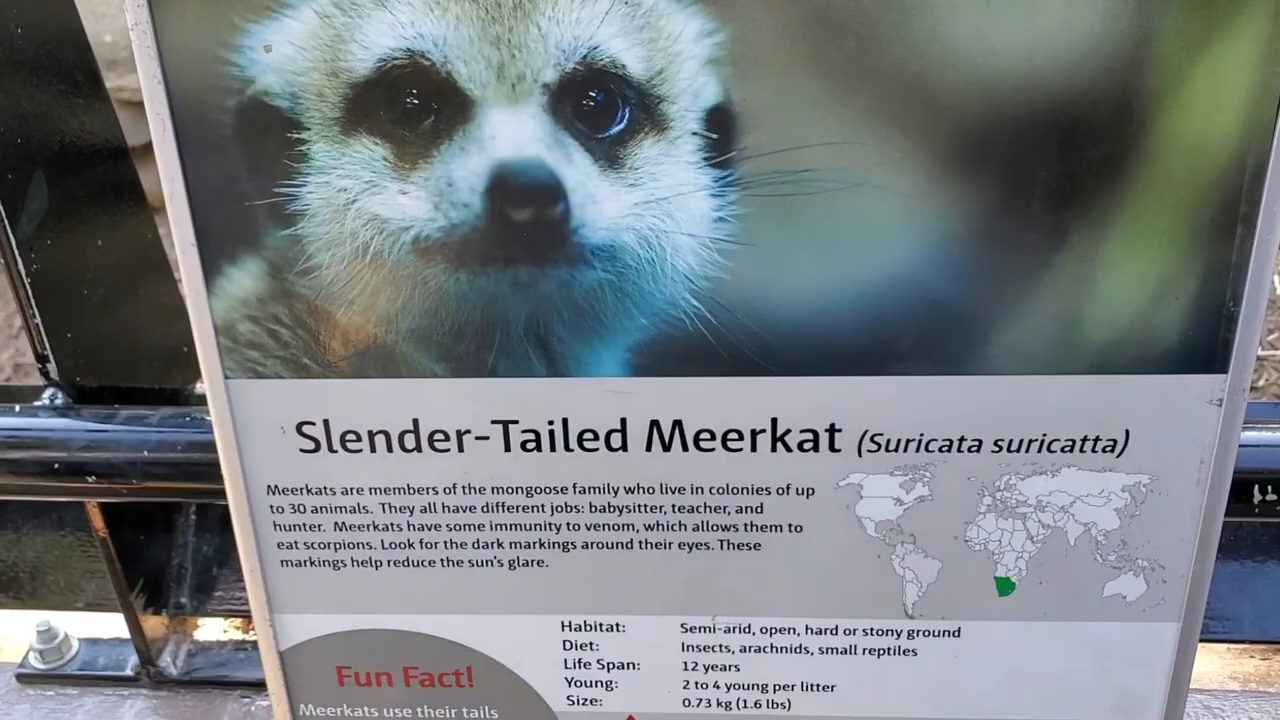 Slender-Tailed Meerkat (Suricata suricatta)
Meerkats are members of the mongoose family who live in colonies of up
to 30 animals. They all have different jobs: babysitter, teacher, and
hunter. Meerkats have some immunity to venom, which allows them to
eat scorpions. Look for the dark markings around their eyes. These
markings help reduce the sun's glare.
Habitat: Semi-arid, open, hard or stony ground
Diet: Insects, arachnids, small reptiles
Life Span: 12 years
Young: 2 to 4 young per litter
Size: 0.73 kg (1.6 lbs)
Fun Fact!
Meerkats use their tails